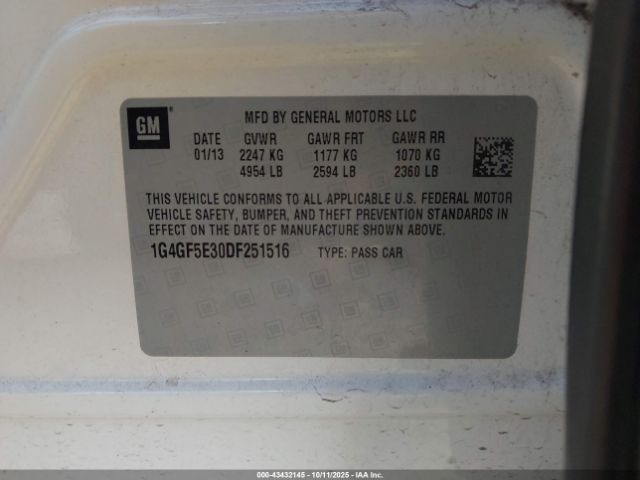 GM
MFD BY GENERAL MOTORS LLC
DATE GVWR GAWR FRT GAWR RR
01/13 2247 KG 1177 KG 1070 KG
4954 LB 2594 LB 2360 LB
THIS VEHICLE CONFORMS TO ALL APPLICABLE U.S. FEDERAL MOTOR
VEHICLE SAFETY, BUMPER, AND THEFT PREVENTION STANDARDS IN
EFFECT ON THE DATE OF MANUFACTURE SHOWN ABOVE.
1G4GF5E30DF251516 TYPE: PASS CAR
000-43432145 - 10/11/2025 - IAA Inc.